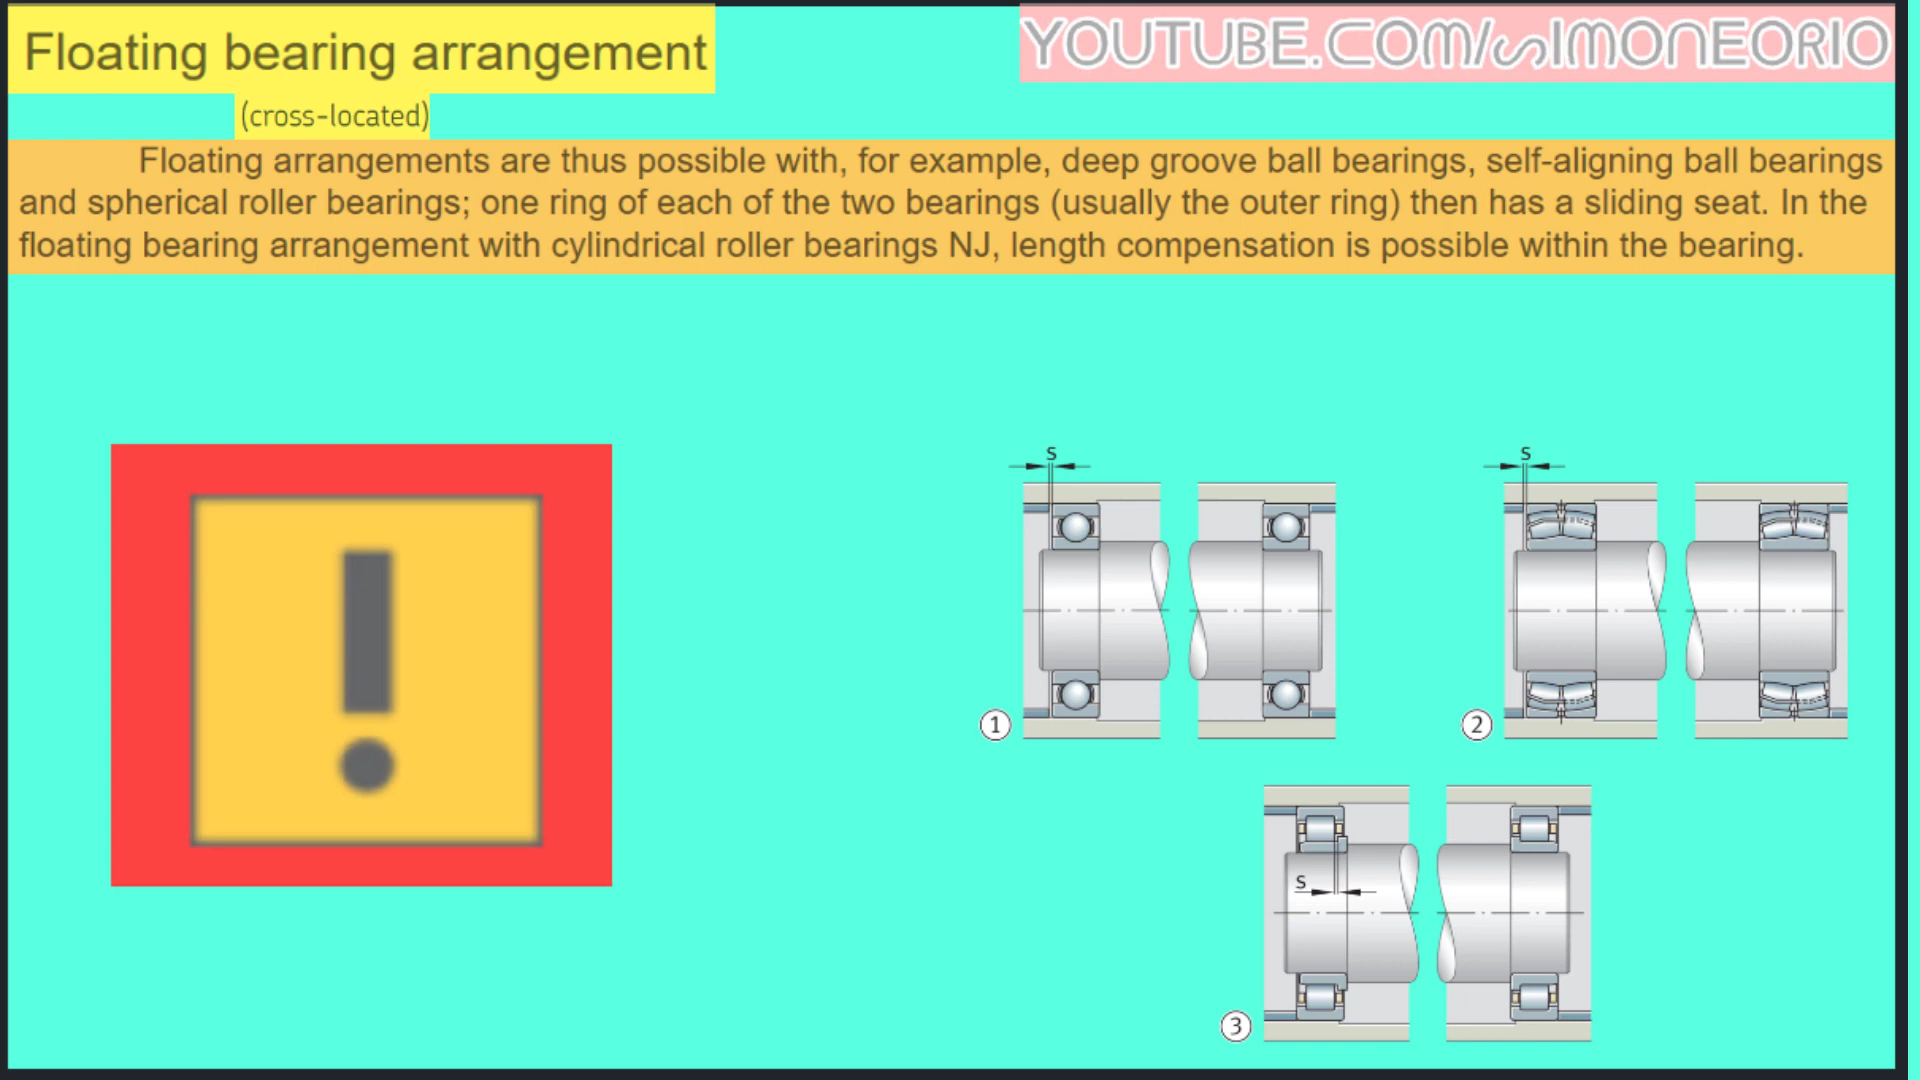 Floating bearing arrangement
YOUTUBE.COM/SIMONEORIO
(cross-located)
Floating arrangements are thus possible with, for example, deep groove ball bearings, self-aligning ball bearings
and spherical roller bearings; one ring of each of the two bearings (usually the outer ring) then has a sliding seat. In the
floating bearing arrangement with cylindrical roller bearings NJ, length compensation is possible within the bearing.
!
s
s
1
2
s
3